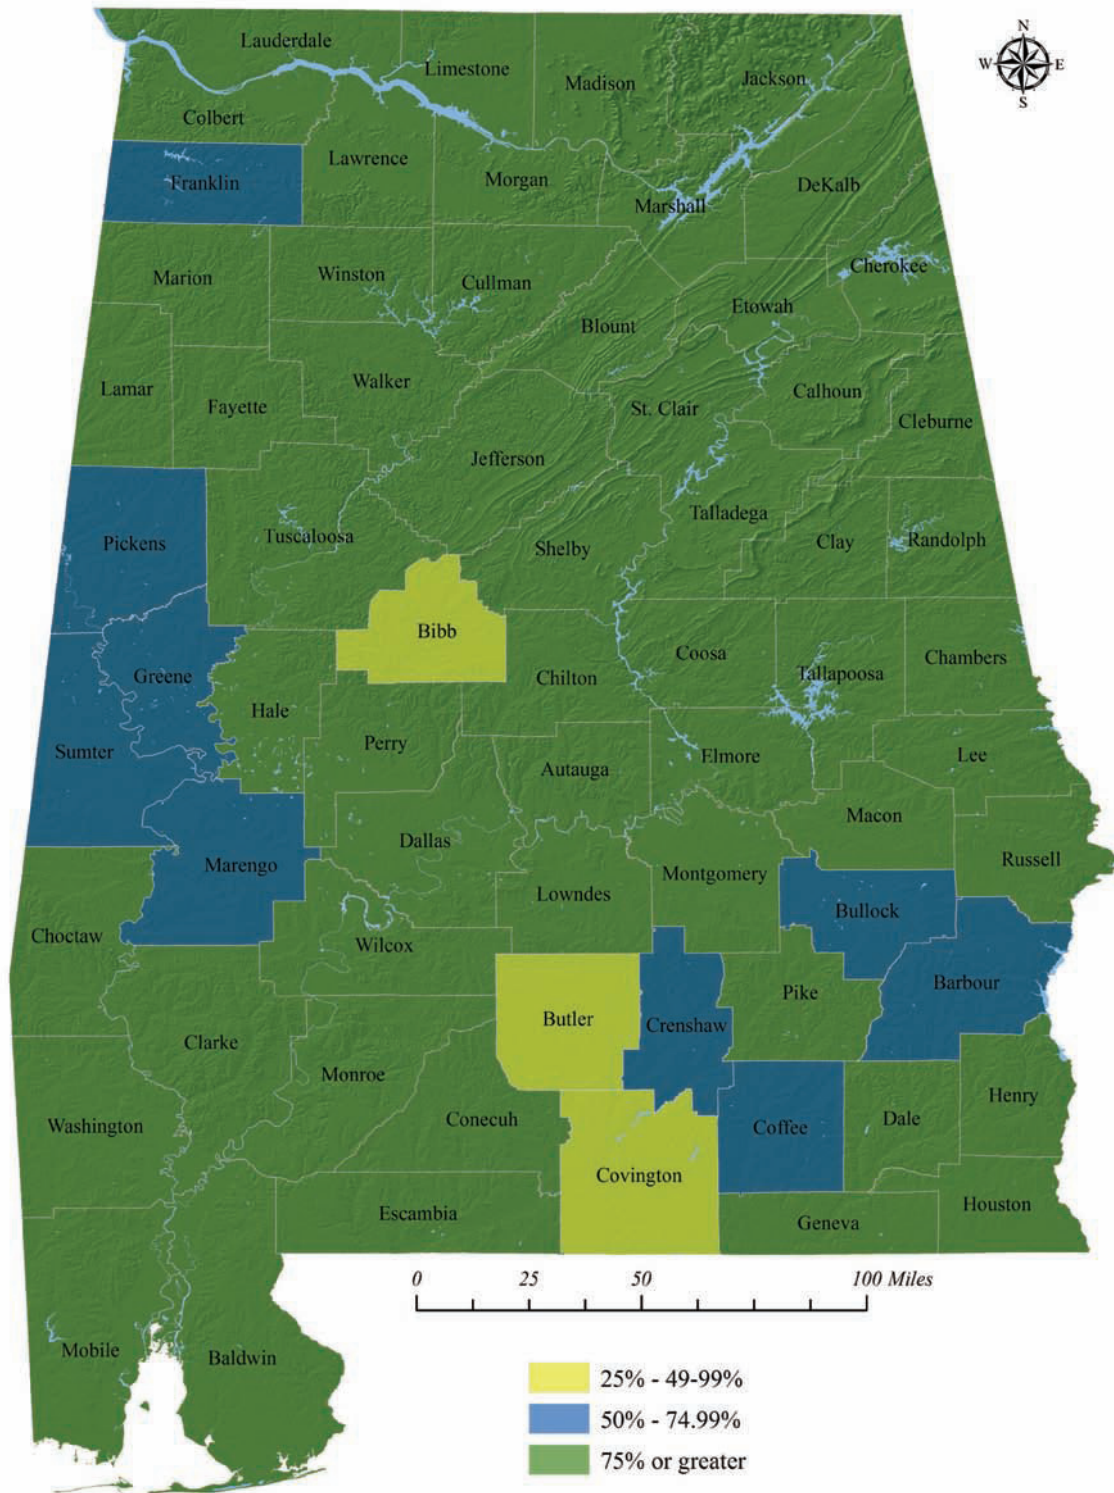 N
W E
S
Lauderdale
Limestone
Madison
Jackson
Colbert
Lawrence
Franklin
Morgan
DeKalb
Marshall
Cherokee
Marion
Winston
Cullman
Etowah
Blount
Lamar
Walker
Fayette
St. Clair
Calhoun
Cleburne
Jefferson
Talladega
Pickens
Tuscaloosa
Shelby
Clay
Randolph
Bibb
Coosa
Chambers
Greene
Chilton
Tallapoosa
Hale
Sumter
Perry
Autauga
Elmore
Lee
Macon
Dallas
Marengo
Montgomery
Russell
Lowndes
Bullock
Choctaw
Wilcox
Barbour
Pike
Butler
Crenshaw
Clarke
Monroe
Henry
Washington
Conecuh
Coffee
Dale
Covington
Escambia
Geneva
Houston
0 25 50 100 Miles
Mobile
Baldwin
25% - 49-99%
50% - 74.99%
75% or greater